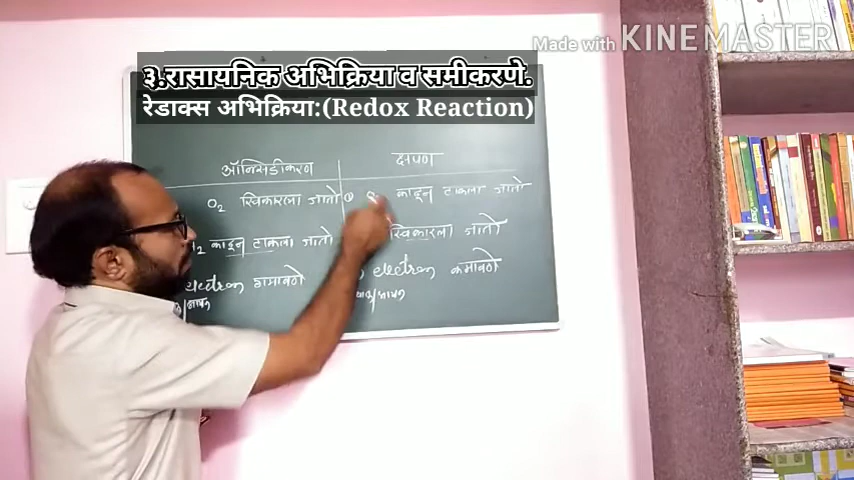 Made with KINEMASTER
३.रासायनिक अभिक्रिया व समीकरणे.
रेडाक्स अभिक्रिया:(Redox Reaction)
ऑक्सिडीकरण क्षपण
O₂ स्विकारला जातो काढून टाकला जातो
काढून टाकला जातो स्विकारला जातो
electron गमावणे electron कमावणे